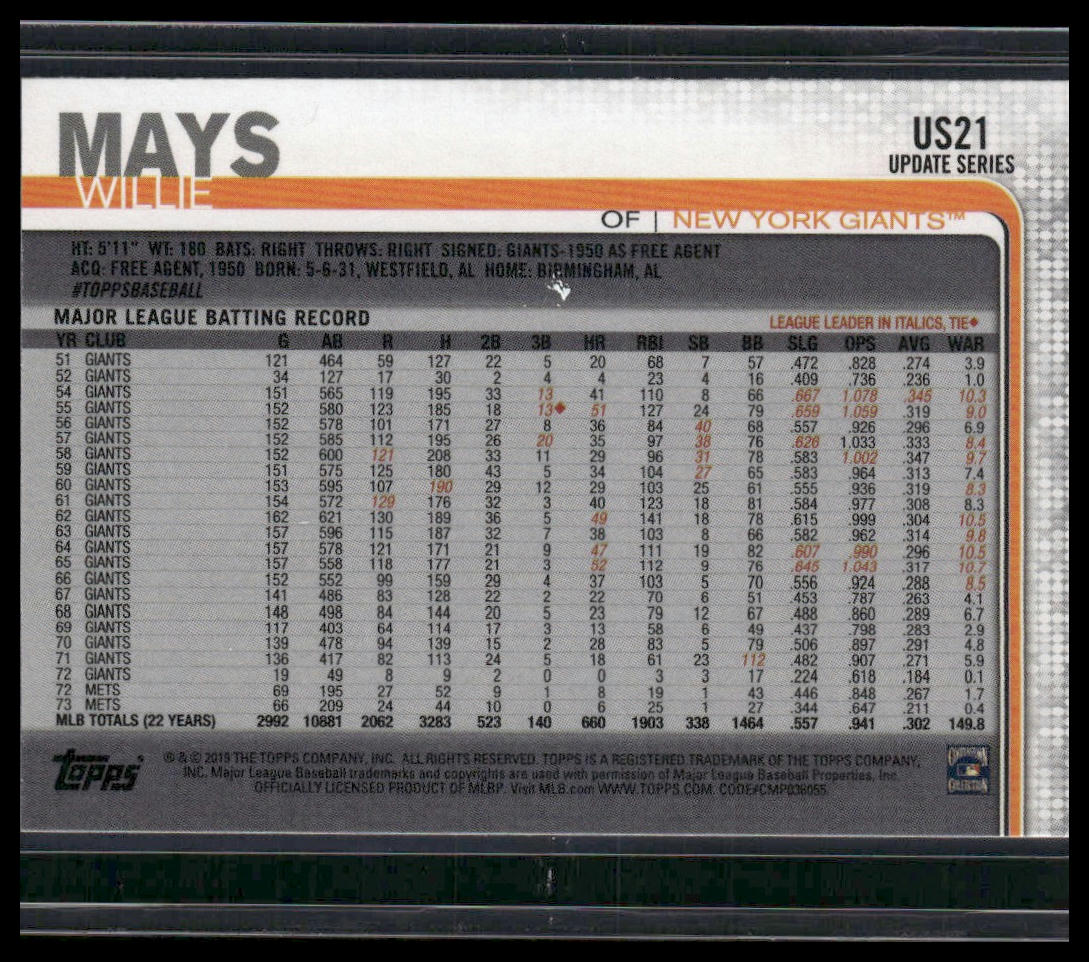 MAYS
WILLIE
US21
UPDATE SERIES
OF | NEW YORK GIANTS™
HT: 5'11" WT: 180 BATS: RIGHT THROWS: RIGHT SIGNED: GIANTS-1950 AS FREE AGENT
ACQ: FREE AGENT, 1950 BORN: 5-6-31, WESTFIELD, AL HOME: BIRMINGHAM, AL
#TOPPSBASEBALL
MAJOR LEAGUE BATTING RECORD LEAGUE LEADER IN ITALICS, TIE◆
YR CLUB G AB R H 2B 3B HR RBI SB BB SLG OPS AVG WAR
51 GIANTS 121 464 59 127 22 5 20 68 7 57 .472 .828 .274 3.9
52 GIANTS 34 127 17 30 2 4 4 23 4 16 .409 .736 .236 1.0
54 GIANTS 151 565 119 195 33 13 41 110 8 66 .667 1.078 .345 10.3
55 GIANTS 152 580 123 185 18 13◆ 51 127 24 79 .659 1.059 .319 9.0
56 GIANTS 152 578 101 171 27 8 36 84 40 68 .557 .926 .296 6.9
57 GIANTS 152 585 112 195 26 20 35 97 38 76 .626 1.033 .333 8.4
58 GIANTS 152 600 121 208 33 11 29 96 31 78 .583 1.002 .347 9.7
59 GIANTS 151 575 125 180 43 5 34 104 27 65 .583 .964 .313 7.4
60 GIANTS 153 595 107 190 29 12 29 103 25 61 .555 .936 .319 8.3
61 GIANTS 154 572 129 176 32 3 40 123 18 81 .584 .977 .308 8.3
62 GIANTS 162 621 130 189 36 5 49 141 18 78 .615 .999 .304 10.5
63 GIANTS 157 596 115 187 32 7 38 103 8 66 .582 .962 .314 9.8
64 GIANTS 157 578 121 171 21 9 47 111 19 82 .607 .990 .296 10.5
65 GIANTS 157 558 118 177 21 3 52 112 9 76 .645 1.043 .317 10.7
66 GIANTS 152 552 99 159 29 4 37 103 5 70 .556 .924 .288 8.5
67 GIANTS 141 486 83 128 22 2 22 70 6 51 .453 .787 .263 4.1
68 GIANTS 148 498 84 144 20 5 23 79 12 67 .488 .860 .289 6.7
69 GIANTS 117 403 64 114 17 3 13 58 6 49 .437 .798 .283 2.9
70 GIANTS 139 478 94 139 15 2 28 83 5 79 .506 .897 .291 4.8
71 GIANTS 136 417 82 113 24 5 18 61 23 112 .482 .907 .271 5.9
72 GIANTS 19 49 8 9 2 0 0 3 3 17 .224 .618 .184 0.1
72 METS 69 195 27 52 9 1 8 19 1 43 .446 .848 .267 1.7
73 METS 66 209 24 44 10 0 6 25 1 27 .344 .647 .211 0.4
MLB TOTALS (22 YEARS) 2992 10881 2062 3283 523 140 660 1903 338 1464 .557 .941 .302 149.8
topps
® & © 2019 THE TOPPS COMPANY, INC. ALL RIGHTS RESERVED. TOPPS IS A REGISTERED TRADEMARK OF THE TOPPS COMPANY,
INC. Major League Baseball trademarks and copyrights are used with permission of Major League Baseball Properties, Inc.
OFFICIALLY LICENSED PRODUCT OF MLBP. Visit MLB.com WWW.TOPPS.COM. CODE#CMP036055